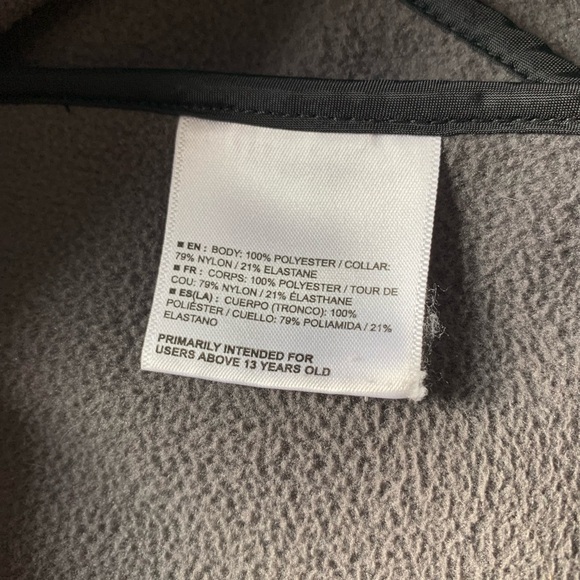 ■ EN : BODY: 100% POLYESTER / COLLAR:
79% NYLON / 21% ELASTANE
■ FR : CORPS: 100% POLYESTER / TOUR DE
COU: 79% NYLON / 21% ÉLASTHANE
■ ES(LA) : CUERPO (TRONCO): 100%
POLIÉSTER / CUELLO: 79% POLIAMIDA / 21%
ELASTANO
PRIMARILY INTENDED FOR
USERS ABOVE 13 YEARS OLD